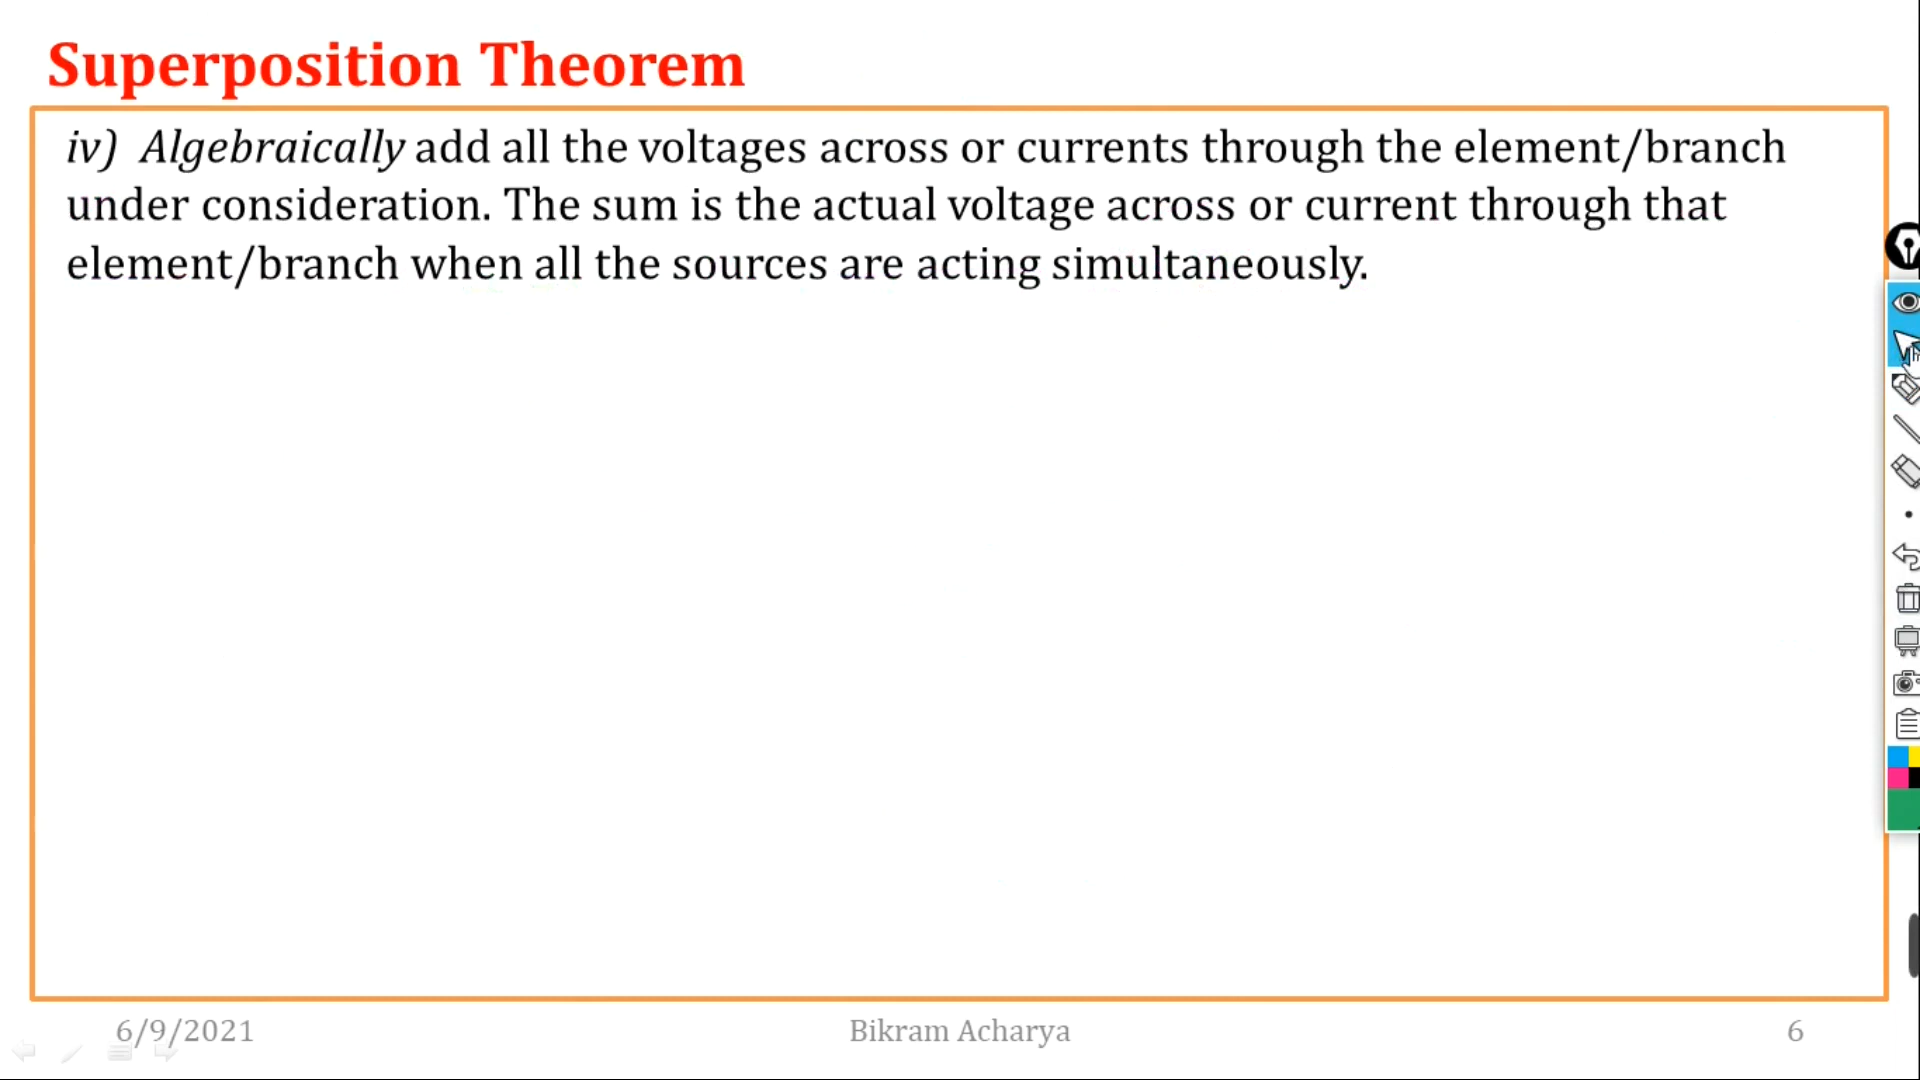 Superposition Theorem
iv) Algebraically add all the voltages across or currents through the element/branch
under consideration. The sum is the actual voltage across or current through that
element/branch when all the sources are acting simultaneously.
6/9/2021
Bikram Acharya
6